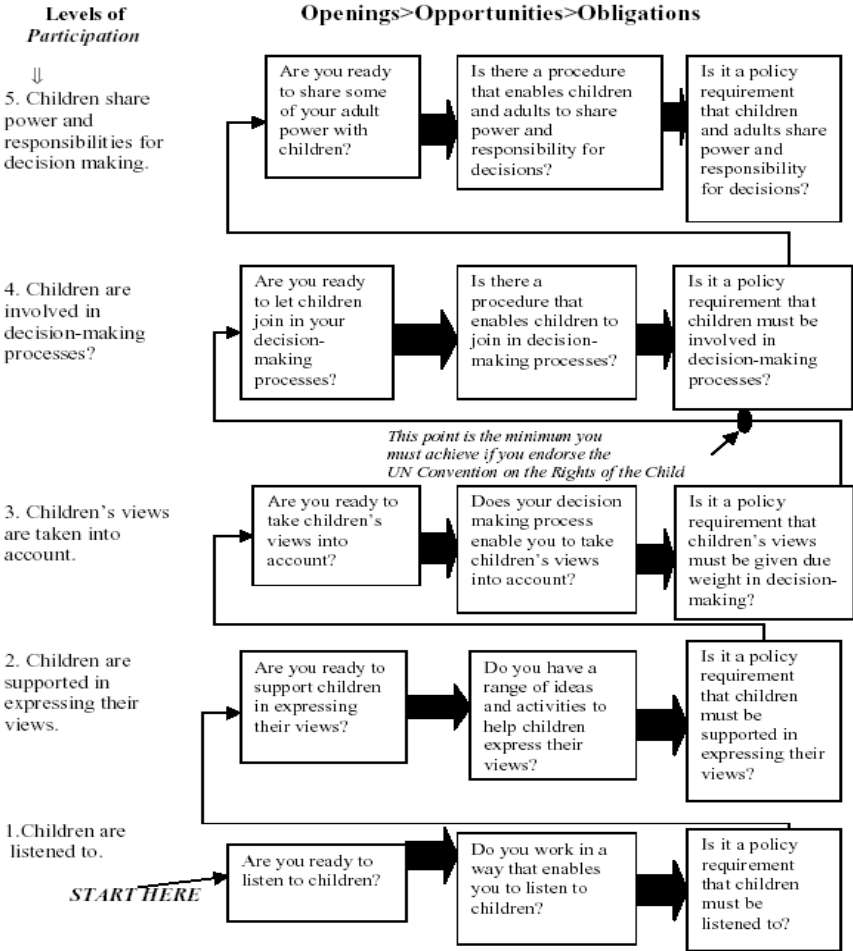 Levels of
Participation
⇓
Openings>Opportunities>Obligations
5. Children share
power and
responsibilities for
decision making.
Are you ready
to share some
of your adult
power with
children?
Is there a procedure
that enables children
and adults to share
power and
responsibility for
decisions?
Is it a policy
requirement
that children
and adults share
power and
responsibility
for decisions?
4. Children are
involved in
decision-making
processes?
Are you ready
to let children
join in your
decision-
making
processes?
Is there a
procedure that
enables children to
join in decision-
making processes?
Is it a policy
requirement that
children must be
involved in
decision-making
processes?
This point is the minimum you
must achieve if you endorse the
UN Convention on the Rights of the Child
3. Children’s views
are taken into
account.
Are you ready to
take children’s
views into
account?
Does your decision
making process
enable you to take
children’s views
into account?
Is it a policy
requirement that
children’s views
must be given due
weight in decision-
making?
2. Children are
supported in
expressing their
views.
Are you ready to
support children
in expressing
their views?
Do you have a
range of ideas
and activities to
help children
express their
views?
Is it a policy
requirement
that children
must be
supported in
expressing their
views?
1.Children are
listened to.
START HERE
Are you ready to
listen to children?
Do you work in a
way that enables
you to listen to
children?
Is it a policy
requirement
that children
must be
listened to?